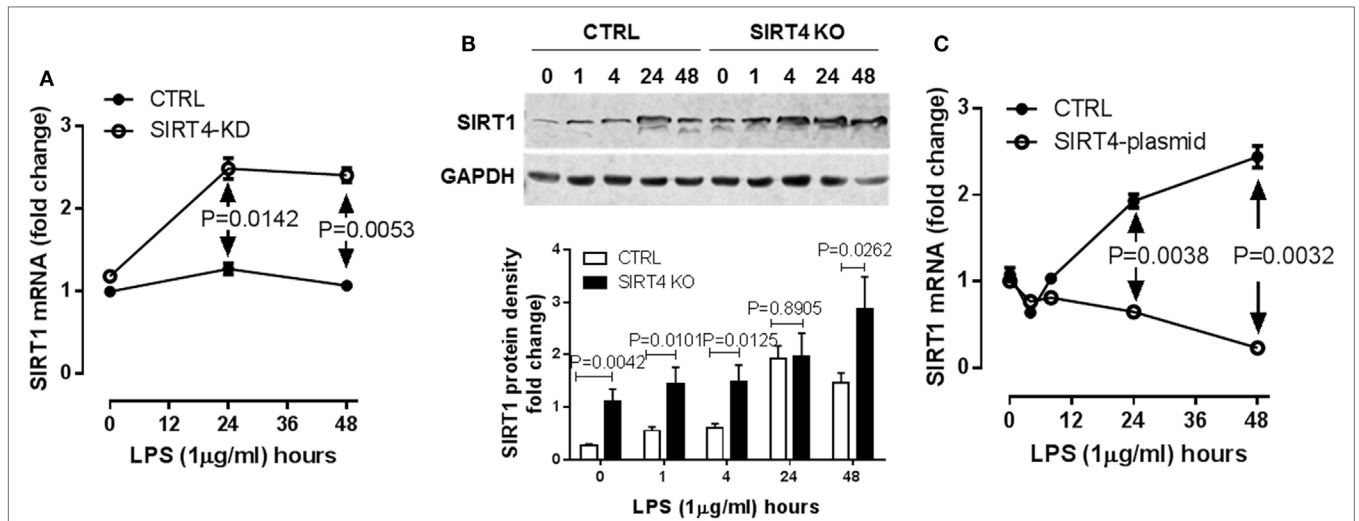 A
CTRL
SIRT4-KD
SIRT1 mRNA (fold change)
3
2
1
0
P=0.0142
P=0.0053
0 12 24 36 48
LPS (1μg/ml) hours
B
CTRL SIRT4 KO
0 1 4 24 48 0 1 4 24 48
SIRT1
GAPDH
SIRT1 protein density
fold change)
4
3
2
1
0
CTRL
SIRT4 KO
P=0.0042
P=0.0101
P=0.0125
P=0.8905
P=0.0262
0 1 4 24 48
LPS (1μg/ml) hours
C
CTRL
SIRT4-plasmid
SIRT1 mRNA (fold change)
3
2
1
0
P=0.0038
P=0.0032
0 12 24 36 48
LPS (1μg/ml) hours